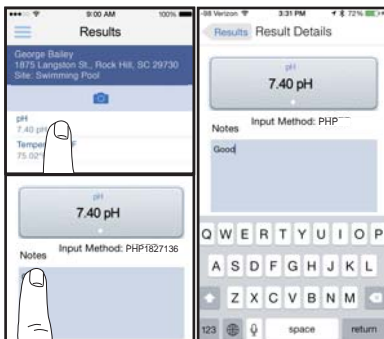 9:00 AM 100%
Results
George Bailey
1875 Langston St., Rock Hill, SC 29730
Site: Swimming Pool
pH
7.40 pH
75.02°
pH
7.40 pH
Input Method: PHP1827136
Notes
-98 Verizon 3:31 PM 72%
Results Result Details
pH
7.40 pH
Input Method: PHP
Notes
Good
Q W E R T Y U I O P
A S D F G H J K L
Z X C V B N M
123 space return